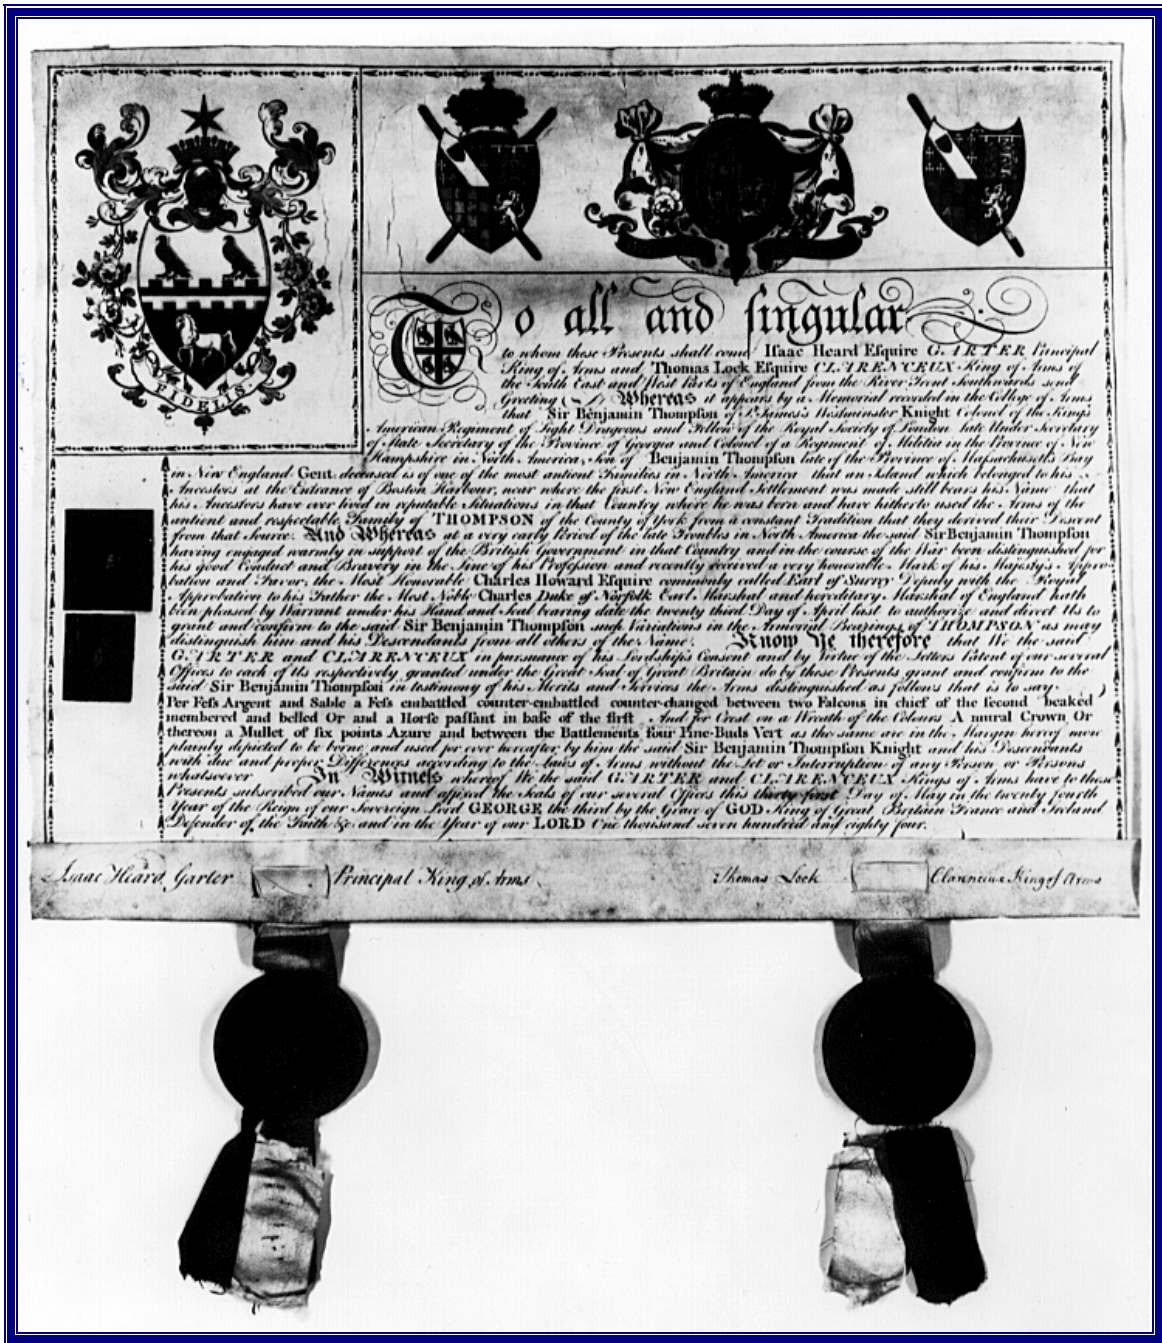 FIDELIS
To all and singular
to whom these Presents shall come Isaac Heard Esquire GARTER Principal
King of Arms and Thomas Lock Esquire CLARENCEUX King of Arms of
the South East and West Parts of England from the River Trent Southwards send
Greeting Whereas it appears by a Memorial recorded in the College of Arms
that Sir Benjamin Thompson of St. James's Westminster Knight Colonel of the King's
American Regiment of Light Dragoons and Fellow of the Royal Society of London late Under Secretary
of State Secretary of the Province of Georgia and Colonel of a Regiment of Militia in the Province of New
Hampshire in North America, Son of Benjamin Thompson late of the Province of Massachusets Bay
in New England Gent. deceased is of one of the most antient Families in North America that an Island which belonged to his
Ancestors at the Entrance of Boston Harbour, near where the first New England Settlement was made still bears his Name that
his Ancestors have ever lived in reputable Situations in that Country where he was born and have hitherto used the Arms of the
antient and respectable Family of THOMPSON of the County of York from a constant Tradition that they derived their Descent
from that Source. And Whereas at a very early Period of the late Troubles in North America the said Sir Benjamin Thompson
having engaged warmly in support of the British Government in that Country and in the course of the War been distinguished for
his good Conduct and Bravery in the Line of his Profession and recently received a very honorable Mark of his Majesty's Appro-
bation and Favor; the Most Honorable Charles Howard Esquire commonly called Earl of Surrey Deputy with the Royal
Approbation to his Father the Most Noble Charles Duke of Norfolk Earl Marshal and hereditary Marshal of England hath
been pleased by Warrant under his Hand and Seal bearing date the twenty third Day of April last to authorize and direct Us to
grant and confirm to the said Sir Benjamin Thompson such Variations in the Armorial Bearings of THOMPSON as may
distinguish him and his Descendants from all others of the Name. Know Ye therefore that We the said
GARTER and CLARENCEUX in pursuance of his Lordship's Consent and by Virtue of the Letters Patent of our several
Offices to each of Us respectively granted under the Great Seal of Great Britain do by these Presents grant and confirm to the
said Sir Benjamin Thompson in testimony of his Merits and Services the Arms distinguished as follows that is to say
Per Fess Argent and Sable a Fess embattled counter-embattled counter-changed between two Falcons in chief of the second beaked
membered and belled Or and a Horse passant in base of the first. And for Crest on a Wreath of the Colours A mural Crown Or
thereon a Mullet of six points Azure and between the Battlements four Pine-Buds Vert as the same are in the Margin hereof more
plainly depicted to be borne and used for ever hereafter by him the said Sir Benjamin Thompson Knight and his Descendants
with due and proper Differences according to the Laws of Arms without the Let or Interruption of any Person or Persons
whatsoever In Witness whereof We the said GARTER and CLARENCEUX Kings of Arms have to these
Presents subscribed our Names and affixed the Seals of our several Offices this thirty first Day of May in the twenty fourth
Year of the Reign of our Sovereign Lord GEORGE the third by the Grace of GOD King of Great Britain France and Ireland
Defender of the Faith &c and in the Year of our LORD One thousand seven hundred and eighty four.
Isaac Heard Garter Principal King of Arms Thomas Lock Clarenceux King of Arms